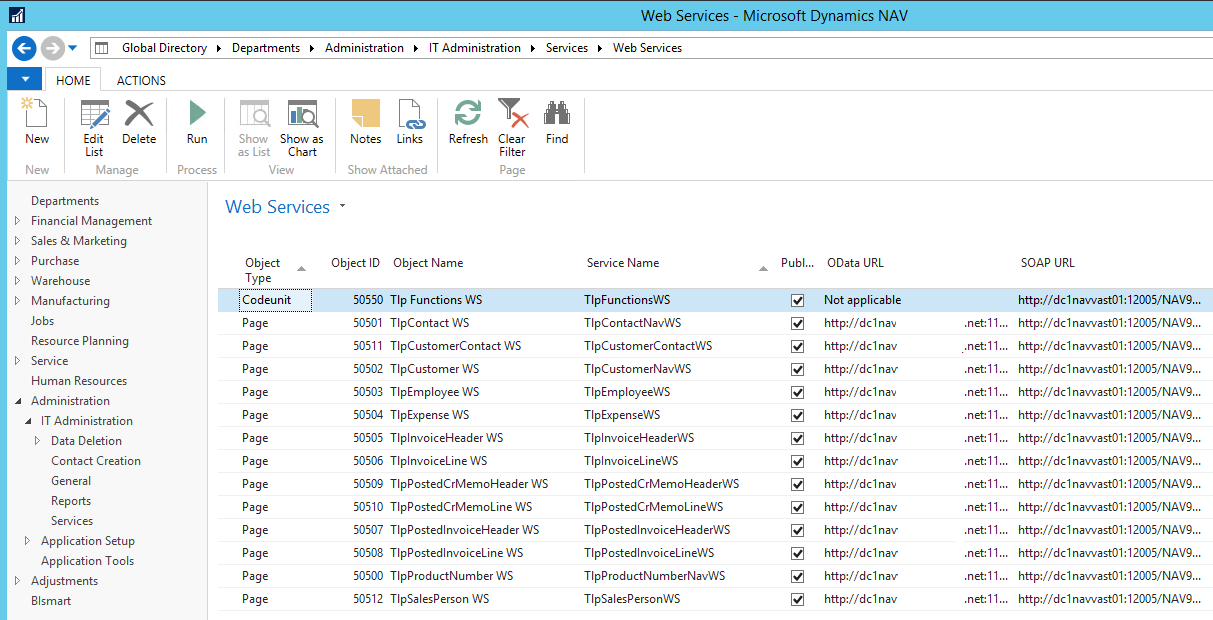 Web Services - Microsoft Dynamics NAV
Global Directory Departments Administration IT Administration Services Web Services
HOME ACTIONS
New Edit List Delete Run Show as List Show as Chart Notes Links Refresh Clear Filter Find
New Manage Process View Show Attached Page
Departments
Financial Management
Sales & Marketing
Purchase
Warehouse
Manufacturing
Jobs
Resource Planning
Service
Human Resources
Administration
IT Administration
Data Deletion
Contact Creation
General
Reports
Services
Application Setup
Application Tools
Adjustments
BIsmart
Web Services
Object Type Object ID Object Name Service Name Publ... OData URL SOAP URL
Codeunit 50550 Tlp Functions WS TlpFunctionsWS Not applicable http://dc1navvast01:12005/NAV9...
Page 50501 TlpContact WS TlpContactNavWS http://dc1nav .net:11... http://dc1navvast01:12005/NAV9...
Page 50511 TlpCustomerContact WS TlpCustomerContactWS http://dc1nav .net:11... http://dc1navvast01:12005/NAV9...
Page 50502 TlpCustomer WS TlpCustomerNavWS http://dc1nav .net:11... http://dc1navvast01:12005/NAV9...
Page 50503 TlpEmployee WS TlpEmployeeWS http://dc1nav .net:11... http://dc1navvast01:12005/NAV9...
Page 50504 TlpExpense WS TlpExpenseWS http://dc1nav .net:11... http://dc1navvast01:12005/NAV9...
Page 50505 TlpInvoiceHeader WS TlpInvoiceHeaderWS http://dc1nav .net:11... http://dc1navvast01:12005/NAV9...
Page 50506 TlpInvoiceLine WS TlpInvoiceLineWS http://dc1nav .net:11... http://dc1navvast01:12005/NAV9...
Page 50509 TlpPostedCrMemoHeader WS TlpPostedCrMemoHeaderWS http://dc1nav .net:11... http://dc1navvast01:12005/NAV9...
Page 50510 TlpPostedCrMemoLine WS TlpPostedCrMemoLineWS http://dc1nav .net:11... http://dc1navvast01:12005/NAV9...
Page 50507 TlpPostedInvoiceHeader WS TlpPostedInvoiceHeaderWS http://dc1nav .net:11... http://dc1navvast01:12005/NAV9...
Page 50508 TlpPostedInvoiceLine WS TlpPostedInvoiceLineWS http://dc1nav .net:11... http://dc1navvast01:12005/NAV9...
Page 50500 TlpProductNumber WS TlpProductNumberNavWS http://dc1nav .net:11... http://dc1navvast01:12005/NAV9...
Page 50512 TlpSalesPerson WS TlpSalesPersonWS http://dc1nav .net:11... http://dc1navvast01:12005/NAV9...